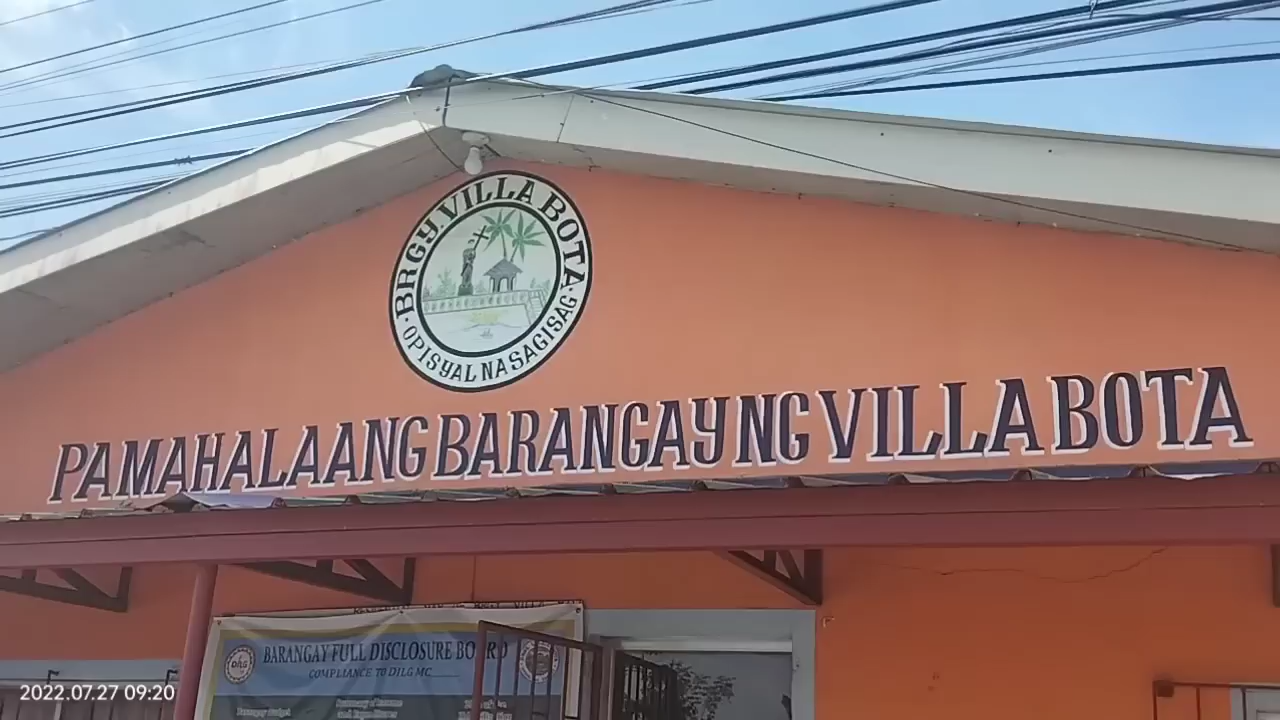 BRGY. VILLA BOTA
OPISYAL NA SAGISAG
PAMAHALAANG BARANGAY NG VILLA BOTA
BARANGAY FULL DISCLOSURE BOARD
COMPLIANCE TO DILG MC
DILG
2022.07.27 09:20